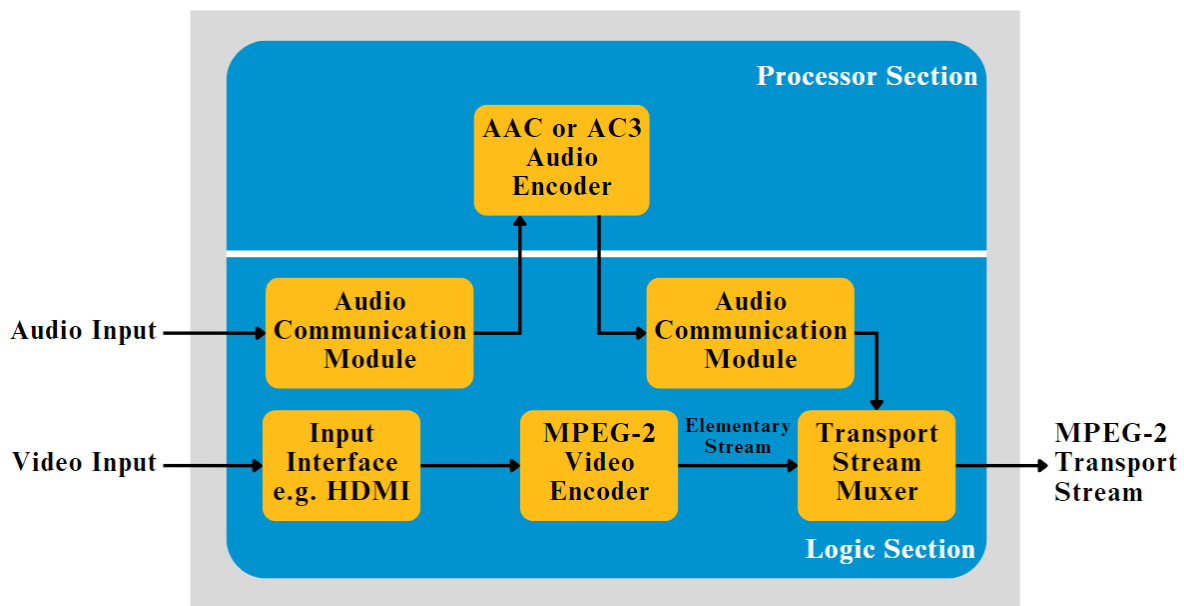 Processor Section
AAC or AC3
Audio
Encoder
Audio Input
Audio
Communication
Module
Audio
Communication
Module
Video Input
Input
Interface
e.g. HDMI
MPEG-2
Video
Encoder
Elementary
Stream
Transport
Stream
Muxer
MPEG-2
Transport
Stream
Logic Section